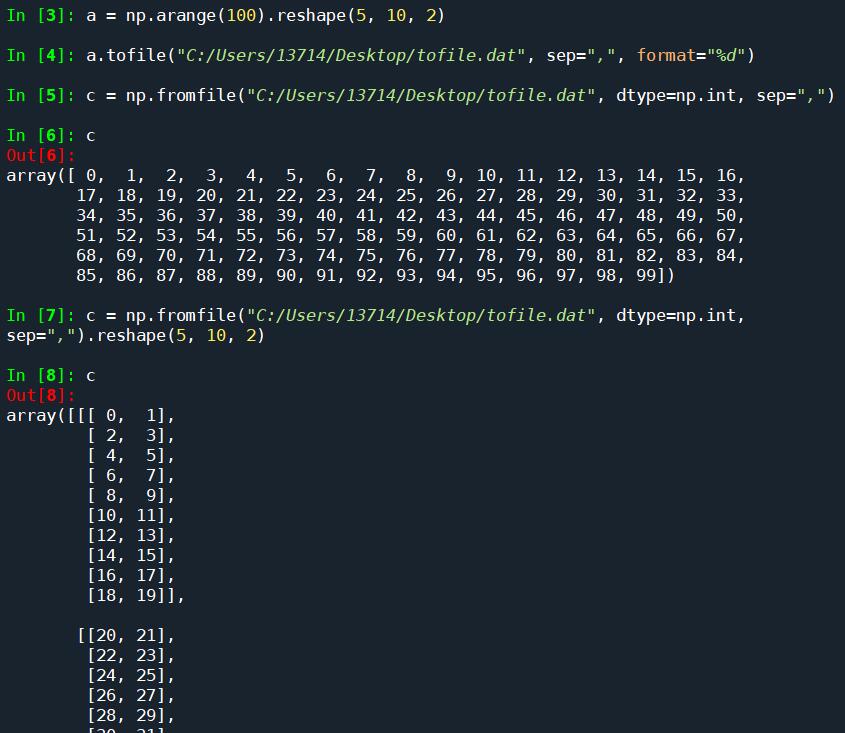 In [3]: a = np.arange(100).reshape(5, 10, 2)
In [4]: a.tofile("C:/Users/13714/Desktop/tofile.dat", sep=",", format="%d")
In [5]: c = np.fromfile("C:/Users/13714/Desktop/tofile.dat", dtype=np.int, sep=",")
In [6]: c
Out[6]:
array([ 0,  1,  2,  3,  4,  5,  6,  7,  8,  9, 10, 11, 12, 13, 14, 15, 16,
       17, 18, 19, 20, 21, 22, 23, 24, 25, 26, 27, 28, 29, 30, 31, 32, 33,
       34, 35, 36, 37, 38, 39, 40, 41, 42, 43, 44, 45, 46, 47, 48, 49, 50,
       51, 52, 53, 54, 55, 56, 57, 58, 59, 60, 61, 62, 63, 64, 65, 66, 67,
       68, 69, 70, 71, 72, 73, 74, 75, 76, 77, 78, 79, 80, 81, 82, 83, 84,
       85, 86, 87, 88, 89, 90, 91, 92, 93, 94, 95, 96, 97, 98, 99])
In [7]: c = np.fromfile("C:/Users/13714/Desktop/tofile.dat", dtype=np.int,
sep=",").reshape(5, 10, 2)
In [8]: c
Out[8]:
array([[[ 0,  1],
        [ 2,  3],
        [ 4,  5],
        [ 6,  7],
        [ 8,  9],
        [10, 11],
        [12, 13],
        [14, 15],
        [16, 17],
        [18, 19]],
       [[20, 21],
        [22, 23],
        [24, 25],
        [26, 27],
        [28, 29],